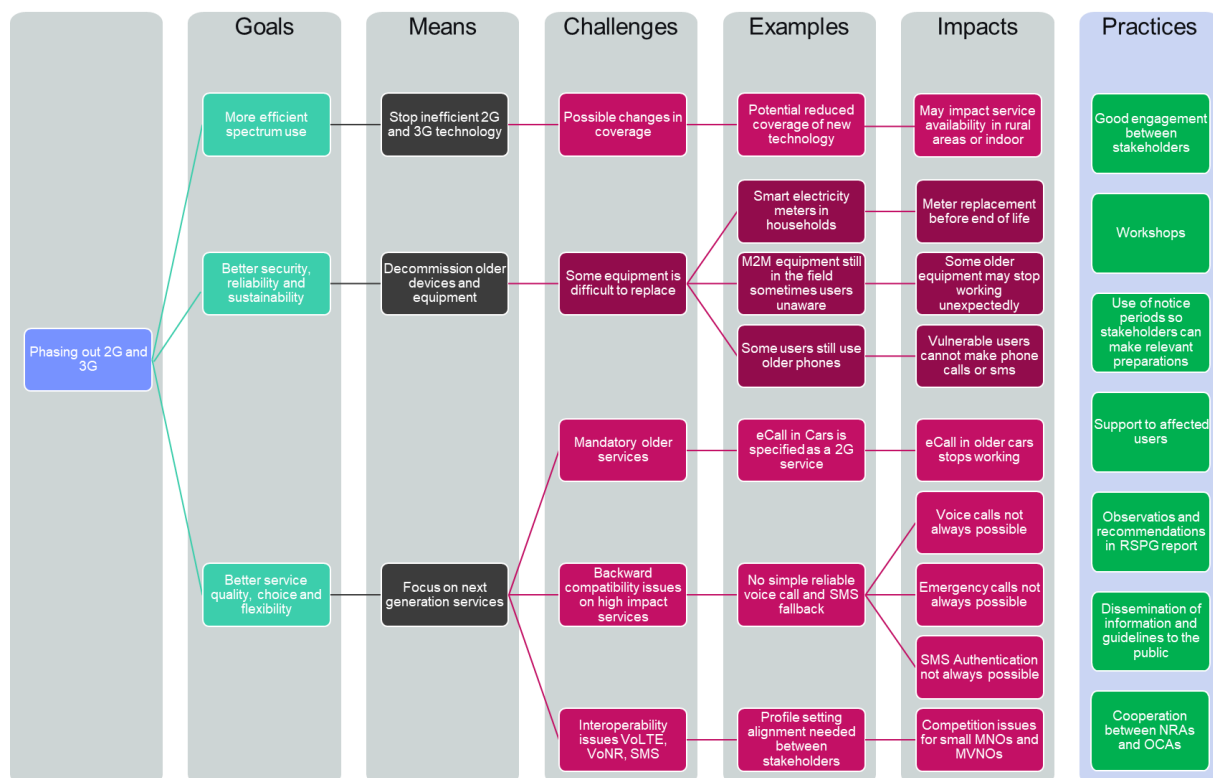 Goals
Means
Challenges
Examples
Impacts
Practices
Phasing out 2G and
3G
More efficient
spectrum use
Better security,
reliability and
sustainability
Better service
quality, choice and
flexibility
Stop inefficient 2G
and 3G technology
Decommission older
devices and
equipment
Focus on next
generation services
Possible changes in
coverage
Some equipment is
difficult to replace
Mandatory older
services
Backward
compatibility issues
on high impact
services
Interoperability
issues VoLTE,
VoNR, SMS
Potential reduced
coverage of new
technology
Smart electricity
meters in
households
M2M equipment still
in the field
sometimes users
unaware
Some users still use
older phones
eCall in Cars is
specified as a 2G
service
No simple reliable
voice call and SMS
fallback
Profile setting
alignment needed
between
stakeholders
May impact service
availability in rural
areas or indoor
Meter replacement
before end of life
Some older
equipment may stop
working
unexpectedly
Vulnerable users
cannot make phone
calls or sms
eCall in older cars
stops working
Voice calls not
always possible
Emergency calls not
always possible
SMS Authentication
not always possible
Competition issues
for small MNOs and
MVNOs
Good engagement
between
stakeholders
Workshops
Use of notice
periods so
stakeholders can
make relevant
preparations
Support to affected
users
Observatios and
recommendations
in RSPG report
Dissemination of
information and
guidelines to the
public
Cooperation
between NRAs
and OCAs